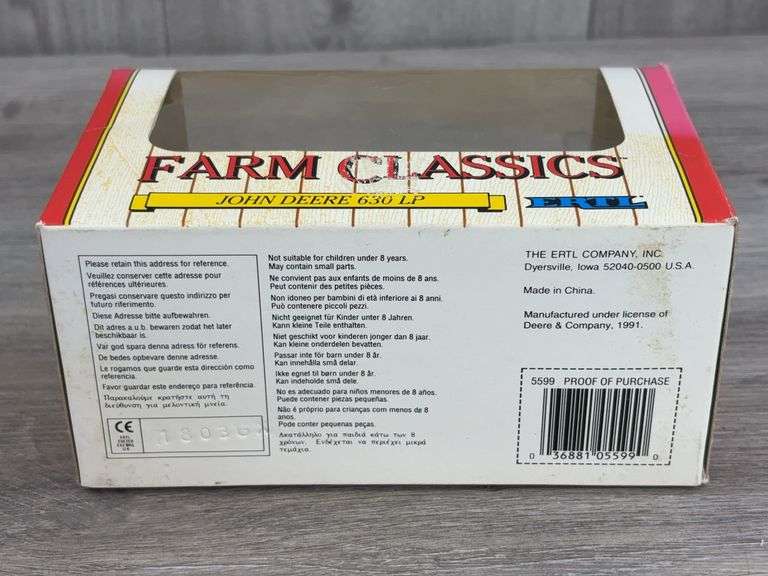 FARM CLASSICS
JOHN DEERE 630 LP
ERTL
Please retain this address for reference.
Veuillez conserver cette adresse pour
références ultérieures.
Pregasi conservare questo indirizzo per
futuro riferimento.
Diese Adresse bitte aufbewahren.
Dit adres a.u.b. bewaren zodat het later
beschikbaar is.
Var god spara denna adress för referens.
De bedes opbevare denne adresse.
Le rogamos que guarde esta dirección como
referencia.
Favor guardar este endereço para referência.
Παρακαλούμε κρατήστε αυτή τη
διεύθυνση για μελοντική μνεία.
CE
Not suitable for children under 8 years.
May contain small parts.
Ne convient pas aux enfants de moins de 8 ans.
Peut contenir des petites pièces.
Non idoneo per bambini di età inferiore ai 8 anni.
Può contenere piccoli pezzi.
Nicht geeignet für Kinder unter 8 Jahren.
Kann kleine Teile enthalten.
Niet geschikt voor kinderen jonger dan 8 jaar.
Kan kleine onderdelen bevatten.
Passar inte för barn under 8 år.
Kan innehålla små delar.
Ikke egnet til børn under 8 år.
Kan indeholde små dele.
No es adecuado para niños menores de 8 años.
Puede contener piezas pequeñas.
Não é próprio para crianças com menos de 8
anos.
Pode conter pequenas peças.
Ακατάλληλο για παιδιά κάτω των 8
χρόνων. Ενδέχεται να περιέχει μικρά
τεμάχια.
THE ERTL COMPANY, INC.
Dyersville, Iowa 52040-0500 U.S.A.
Made in China.
Manufactured under license of
Deere & Company, 1991.
5599 PROOF OF PURCHASE
0 36881 05599 0